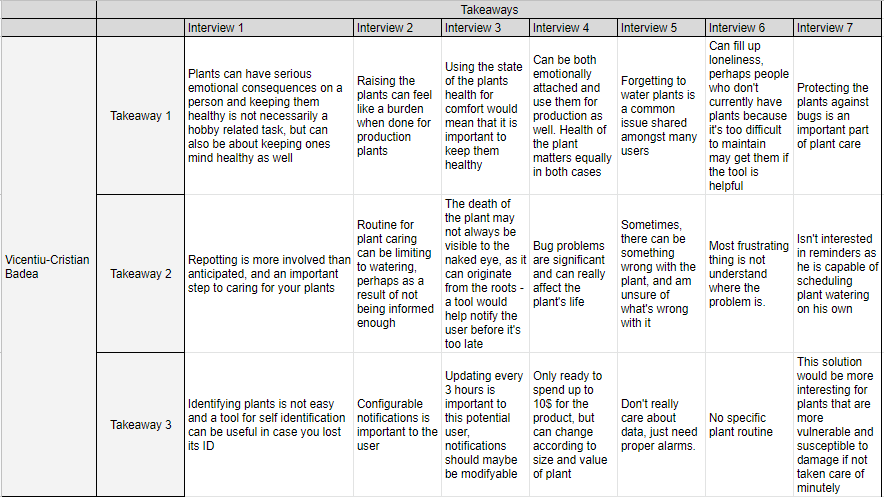 Takeaways
Interview 1
Interview 2
Interview 3
Interview 4
Interview 5
Interview 6
Interview 7
Vicentiu-Cristian
Badea
Takeaway 1
Plants can have serious
emotional consequences on a
person and keeping them
healthy is not necessarily a
hobby related task, but can
also be about keeping ones
mind healthy as well
Raising the
plants can feel
like a burden
when done for
production
plants
Using the state
of the plants
health for
comfort would
mean that it is
important to
keep them
healthy
Can be both
emotionally
attached and
use them for
production as
well. Health of
the plant
matters equally
in both cases
Forgetting to
water plants is
a common
issue shared
amongst many
users
Can fill up
loneliness,
perhaps people
who don't
currently have
plants because
it's too difficult
to maintain
may get them if
the tool is
helpful
Protecting the
plants against
bugs is an
important part
of plant care
Takeaway 2
Repotting is more involved than
anticipated, and an important
step to caring for your plants
Routine for
plant caring
can be limiting
to watering,
perhaps as a
result of not
being informed
enough
The death of
the plant may
not always be
visible to the
naked eye, as it
can originate
from the roots -
a tool would
help notify the
user before it's
too late
Bug problems
are significant
and can really
affect the
plant's life
Sometimes,
there can be
something
wrong with the
plant, and am
unsure of
what's wrong
with it
Most frustrating
thing is not
understand
where the
problem is.
Isn't interested
in reminders as
he is capable of
scheduling
plant watering
on his own
Takeaway 3
Identifying plants is not easy
and a tool for self identification
can be useful in case you lost
its ID
Configurable
notifications is
important to the
user
Updating every
3 hours is
important to
this potential
user,
notifications
should maybe
be modifyable
Only ready to
spend up to
10$ for the
product, but
can change
according to
size and value
of plant
Don't really
care about
data, just need
proper alarms.
No specific
plant routine
This solution
would be more
interesting for
plants that are
more
vulnerable and
susceptible to
damage if not
taken care of
minutely